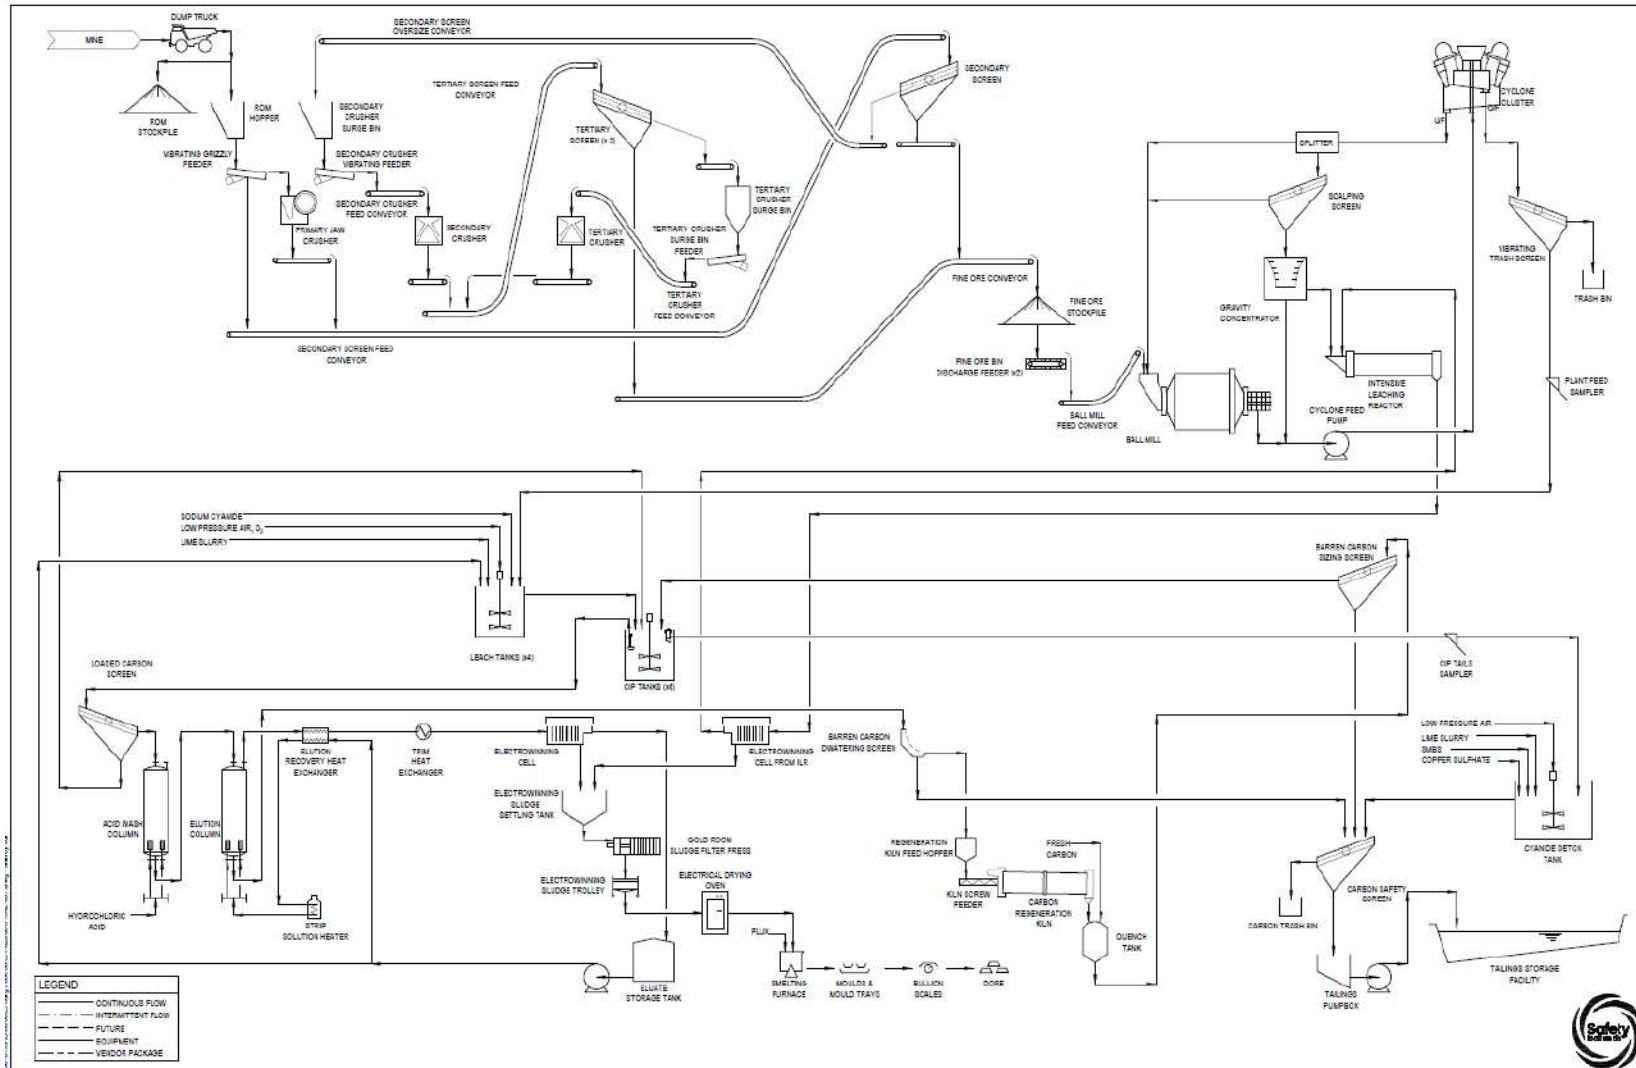 DUMP TRUCK
MINE
ROM
STOCKPILE
ROM
HOPPER
VIBRATING GRIZZLY
FEEDER
PRIMARY JAW
CRUSHER
SECONDARY SCREEN
OVERSIZE CONVEYOR
SECONDARY
CRUSHER
SURGE BIN
SECONDARY CRUSHER
VIBRATING FEEDER
SECONDARY CRUSHER
FEED CONVEYOR
SECONDARY
CRUSHER
TERTIARY SCREEN FEED
CONVEYOR
TERTIARY
SCREEN (x 2)
TERTIARY
CRUSHER
TERTIARY
CRUSHER
SURGE BIN
TERTIARY CRUSHER
SURGE BIN
FEEDER
TERTIARY
CRUSHER
FEED CONVEYOR
SECONDARY SCREEN FEED
CONVEYOR
SECONDARY
SCREEN
FINE ORE CONVEYOR
FINE ORE
STOCKPILE
FINE ORE BIN
DISCHARGE FEEDER (x2)
BALL MILL
FEED CONVEYOR
BALL MILL
CYCLONE
CLUSTER
U/F
O/F
SPLITTER
SCALPING
SCREEN
GRAVITY
CONCENTRATOR
VIBRATING
TRASH SCREEN
TRASH BIN
INTENSIVE
LEACHING
REACTOR
CYCLONE FEED
PUMP
PLANT FEED
SAMPLER
SODIUM CYANIDE
LOW PRESSURE AIR, O₂
LIME SLURRY
LEACH TANKS (x4)
CIP TANKS (x6)
BARREN CARBON
SIZING SCREEN
CIP TAILS
SAMPLER
LOADED CARBON
SCREEN
ACID WASH
COLUMN
ELUTION
COLUMN
HYDROCHLORIC
ACID
ELUTION
RECOVERY HEAT
EXCHANGER
STRIP
SOLUTION HEATER
TRIM
HEAT
EXCHANGER
ELECTROWINNING
CELL
ELECTROWINNING
CELL FROM ILR
ELECTROWINNING
SLUDGE
SETTLING TANK
GOLD ROOM
SLUDGE FILTER PRESS
ELECTROWINNING
SLUDGE TROLLEY
ELECTRICAL DRYING
OVEN
FLUX
SMELTING
FURNACE
MOULDS &
MOULD TRAYS
BULLION
SCALES
DORE
ELUATE
STORAGE TANK
BARREN CARBON
DWATERING SCREEN
REGENERATION
KILN FEED HOPPER
KILN SCREW
FEEDER
CARBON
REGENERATION
KILN
FRESH
CARBON
QUENCH
TANK
LOW PRESSURE AIR
LIME SLURRY
SMBS
COPPER SULPHATE
CYANIDE DETOX
TANK
CARBON SAFETY
SCREEN
CARBON TRASH BIN
TAILINGS
PUMPBOX
TAILINGS STORAGE
FACILITY
LEGEND
CONTINUOUS FLOW
INTERMITTENT FLOW
FUTURE
EQUIPMENT
VENDOR PACKAGE
Safety